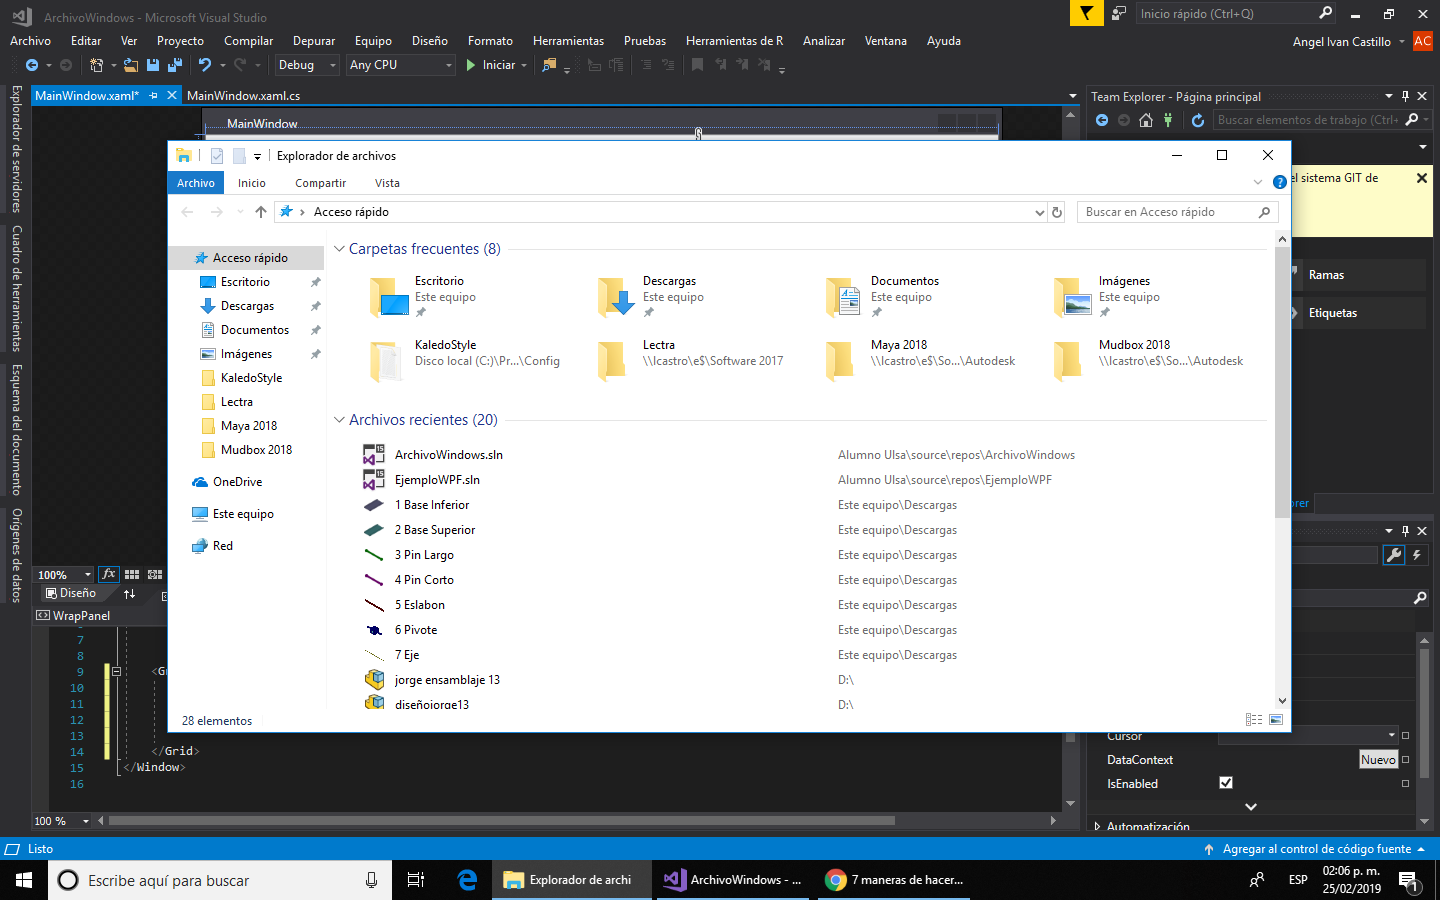 ArchivoWindows - Microsoft Visual Studio
Inicio rápido (Ctrl+Q)
Archivo Editar Ver Proyecto Compilar Depurar Equipo Diseño Formato Herramientas Pruebas Herramientas de R Analizar Ventana Ayuda
Angel Ivan Castillo AC
Debug Any CPU Iniciar
Explorador de servidores
Cuadro de herramientas
Esquema del documento
Orígenes de datos
MainWindow.xaml* MainWindow.xaml.cs
MainWindow
Team Explorer - Página principal
Buscar elementos de trabajo (Ctrl+
el sistema GIT de
Ramas
Etiquetas
rer
Explorador de archivos
Archivo Inicio Compartir Vista
Acceso rápido
Buscar en Acceso rápido
Acceso rápido
Escritorio
Descargas
Documentos
Imágenes
KaledoStyle
Lectra
Maya 2018
Mudbox 2018
OneDrive
Este equipo
Red
Carpetas frecuentes (8)
Escritorio
Este equipo
Descargas
Este equipo
Documentos
Este equipo
Imágenes
Este equipo
KaledoStyle
Disco local (C:)\Pr...\Config
Lectra
\\lcastro\e$\Software 2017
Maya 2018
\\lcastro\e$\So...\Autodesk
Mudbox 2018
\\lcastro\e$\So...\Autodesk
Archivos recientes (20)
ArchivoWindows.sln Alumno Ulsa\source\repos\ArchivoWindows
EjemploWPF.sln Alumno Ulsa\source\repos\EjemploWPF
1 Base Inferior Este equipo\Descargas
2 Base Superior Este equipo\Descargas
3 Pin Largo Este equipo\Descargas
4 Pin Corto Este equipo\Descargas
5 Eslabon Este equipo\Descargas
6 Pivote Este equipo\Descargas
7 Eje Este equipo\Descargas
jorge ensamblaje 13 D:\
diseñojorge13 D:\
28 elementos
100%
fx
Diseño
WrapPanel
7
8
9 <G
10
11
12
13
14 </Grid>
15 </Window>
16
100 %
Cursor
DataContext Nuevo
IsEnabled
Automatización
Listo
Agregar al control de código fuente
Escribe aquí para buscar
Explorador de archi
ArchivoWindows - ...
7 maneras de hacer...
ESP
02:06 p. m.
25/02/2019
1